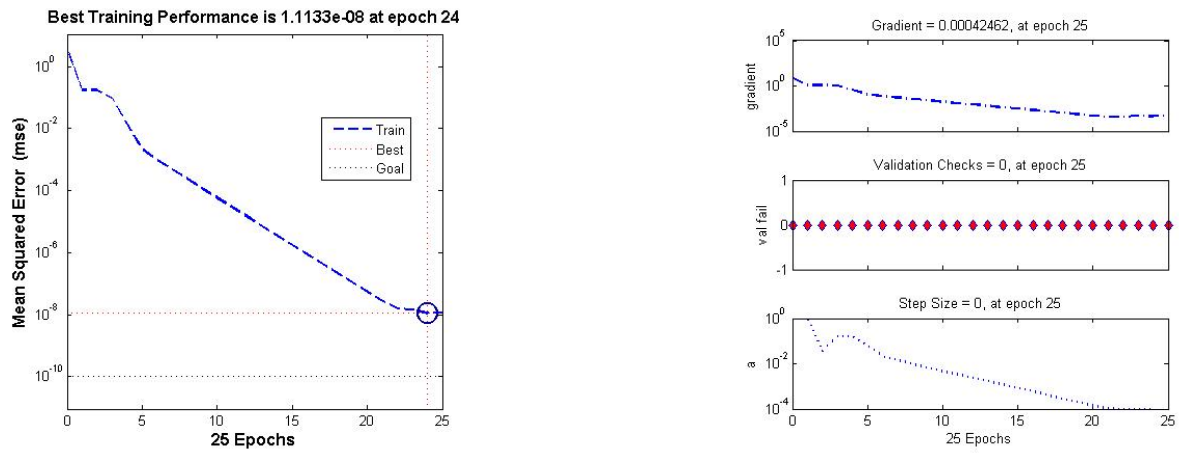 Best Training Performance is 1.1133e-08 at epoch 24
Mean Squared Error (mse)
10^0
10^-2
10^-4
10^-6
10^-8
10^-10
Train
Best
Goal
0 5 10 15 20 25
25 Epochs
Gradient = 0.00042462, at epoch 25
gradient
10^5
10^0
10^-5
Validation Checks = 0, at epoch 25
val fail
1
0
-1
Step Size = 0, at epoch 25
a
10^0
10^-2
10^-4
0 5 10 15 20 25
25 Epochs